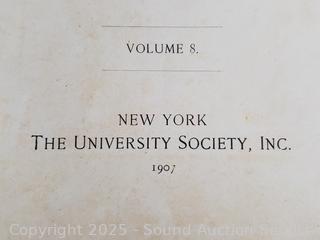 VOLUME 8.
NEW YORK
THE UNIVERSITY SOCIETY, INC.
1907
Copyright 2025 - Sound Auction Service